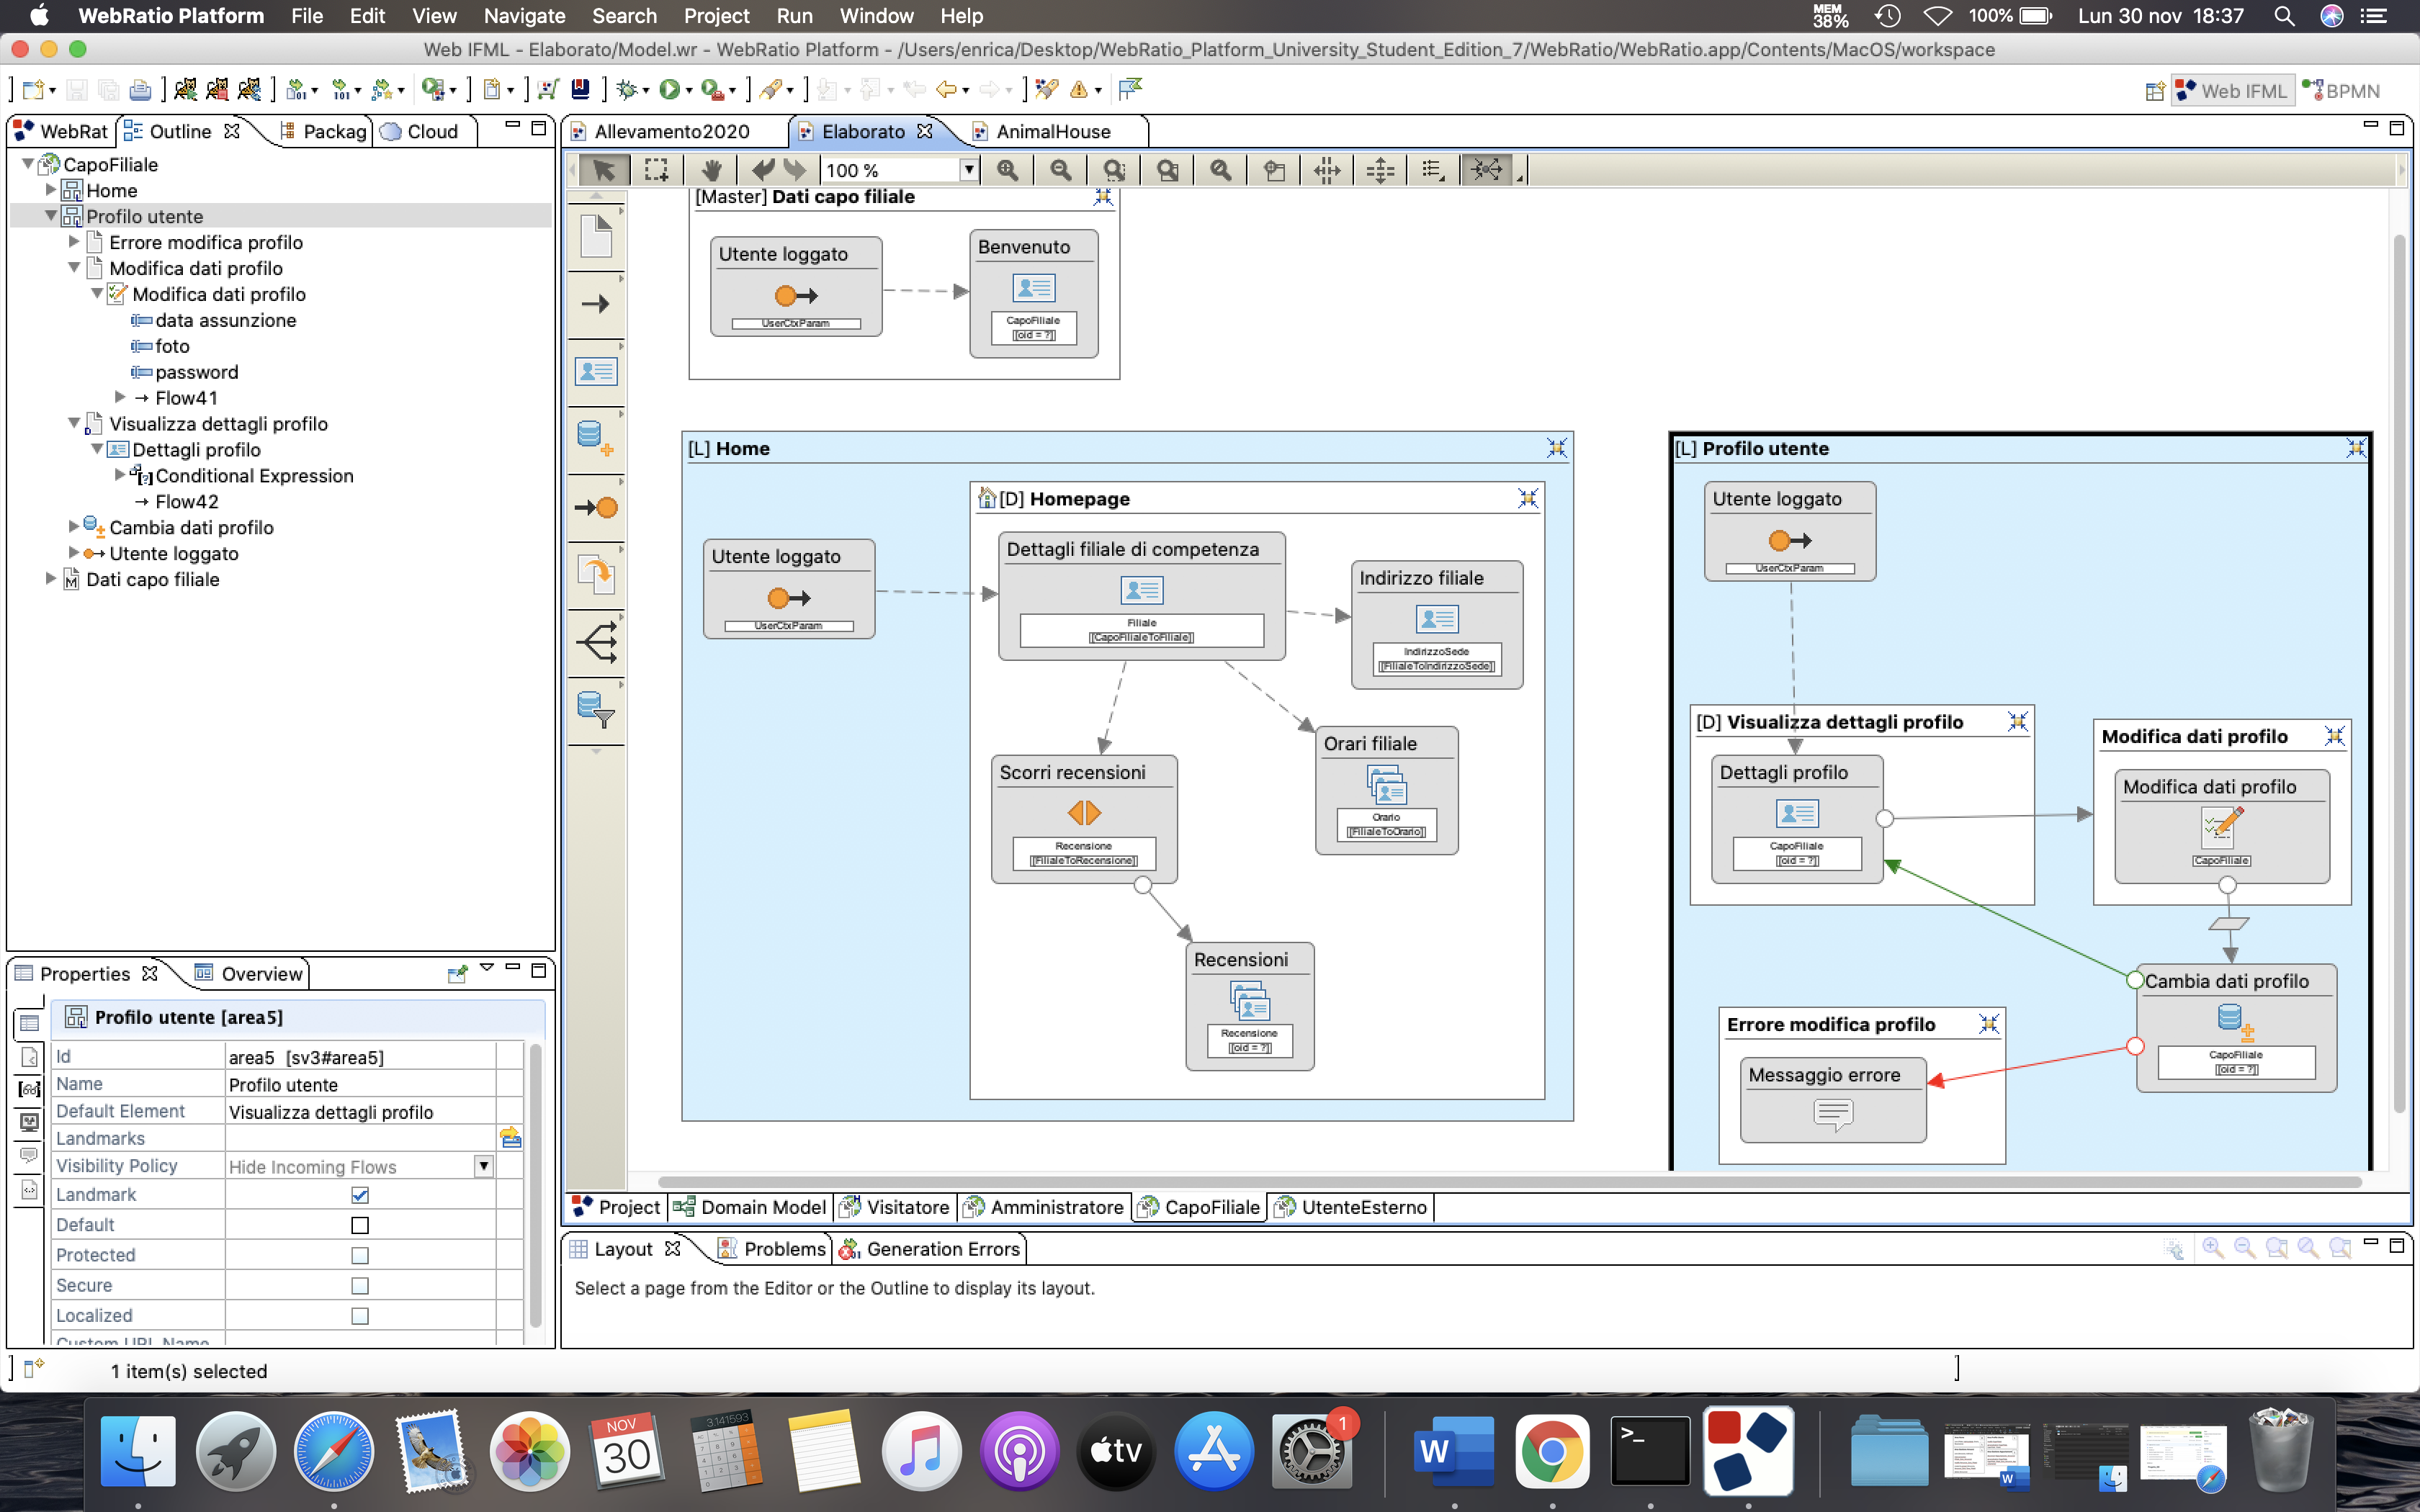 WebRatio Platform File Edit View Navigate Search Project Run Window Help MEM 38% 100% Lun 30 nov 18:37
Web IFML - Elaborato/Model.wr - WebRatio Platform - /Users/enrica/Desktop/WebRatio_Platform_University_Student_Edition_7/WebRatio/WebRatio.app/Contents/MacOS/workspace
Web IFML BPMN
WebRat Outline Packag Cloud
CapoFiliale
Home
Profilo utente
Errore modifica profilo
Modifica dati profilo
Modifica dati profilo
data assunzione
foto
password
Flow41
Visualizza dettagli profilo
Dettagli profilo
Conditional Expression
Flow42
Cambia dati profilo
Utente loggato
Dati capo filiale
Properties Overview
Profilo utente [area5]
Id area5 [sv3#area5]
Name Profilo utente
Default Element Visualizza dettagli profilo
Landmarks
Visibility Policy Hide Incoming Flows
Landmark
Default
Protected
Secure
Localized
Custom URL Name
1 item(s) selected
Allevamento2020 Elaborato AnimalHouse
100 %
[Master] Dati capo filiale
Utente loggato
UserCtxParam
Benvenuto
CapoFiliale
[[oid = ?]]
[L] Home
Utente loggato
UserCtxParam
[D] Homepage
Dettagli filiale di competenza
Filiale
[[CapoFilialeToFiliale]]
Indirizzo filiale
IndirizzoSede
[[FilialeToIndirizzoSede]]
Scorri recensioni
Recensione
[[FilialeToRecensione]]
Orari filiale
Orario
[[FilialeToOrario]]
Recensioni
Recensione
[[oid = ?]]
[L] Profilo utente
Utente loggato
UserCtxParam
[D] Visualizza dettagli profilo
Dettagli profilo
CapoFiliale
[[oid = ?]]
Modifica dati profilo
Modifica dati profilo
CapoFiliale
Cambia dati profilo
CapoFiliale
[[oid = ?]]
Errore modifica profilo
Messaggio errore
Project Domain Model Visitatore Amministratore CapoFiliale UtenteEsterno
Layout Problems Generation Errors
Select a page from the Editor or the Outline to display its layout.
NOV
30
3,141593
tv
1
W
>_